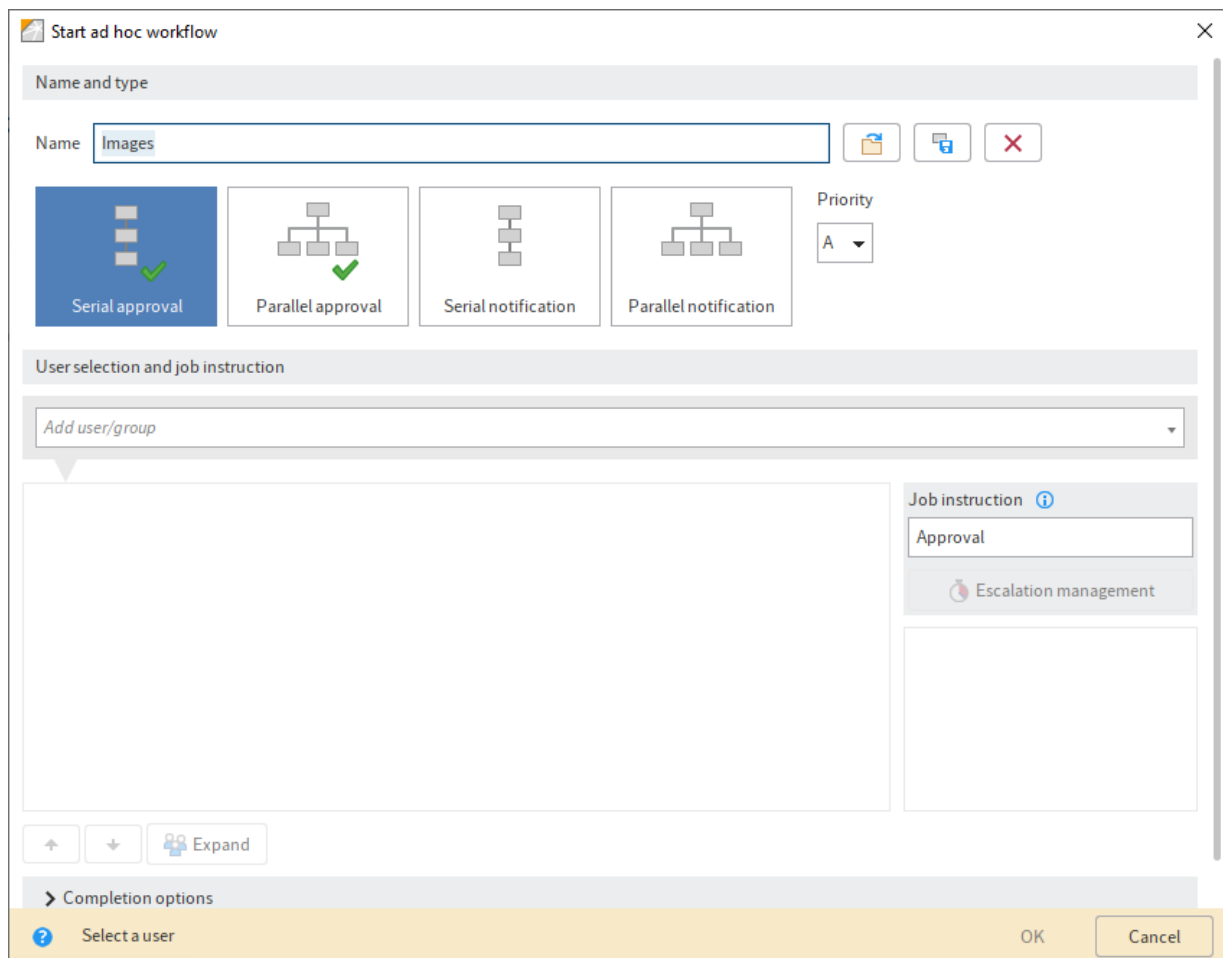 Start ad hoc workflow
Name and type
Name Images
Priority
A
Serial approval Parallel approval Serial notification Parallel notification
User selection and job instruction
Add user/group
Job instruction
Approval
Escalation management
Expand
Completion options
Select a user OK Cancel